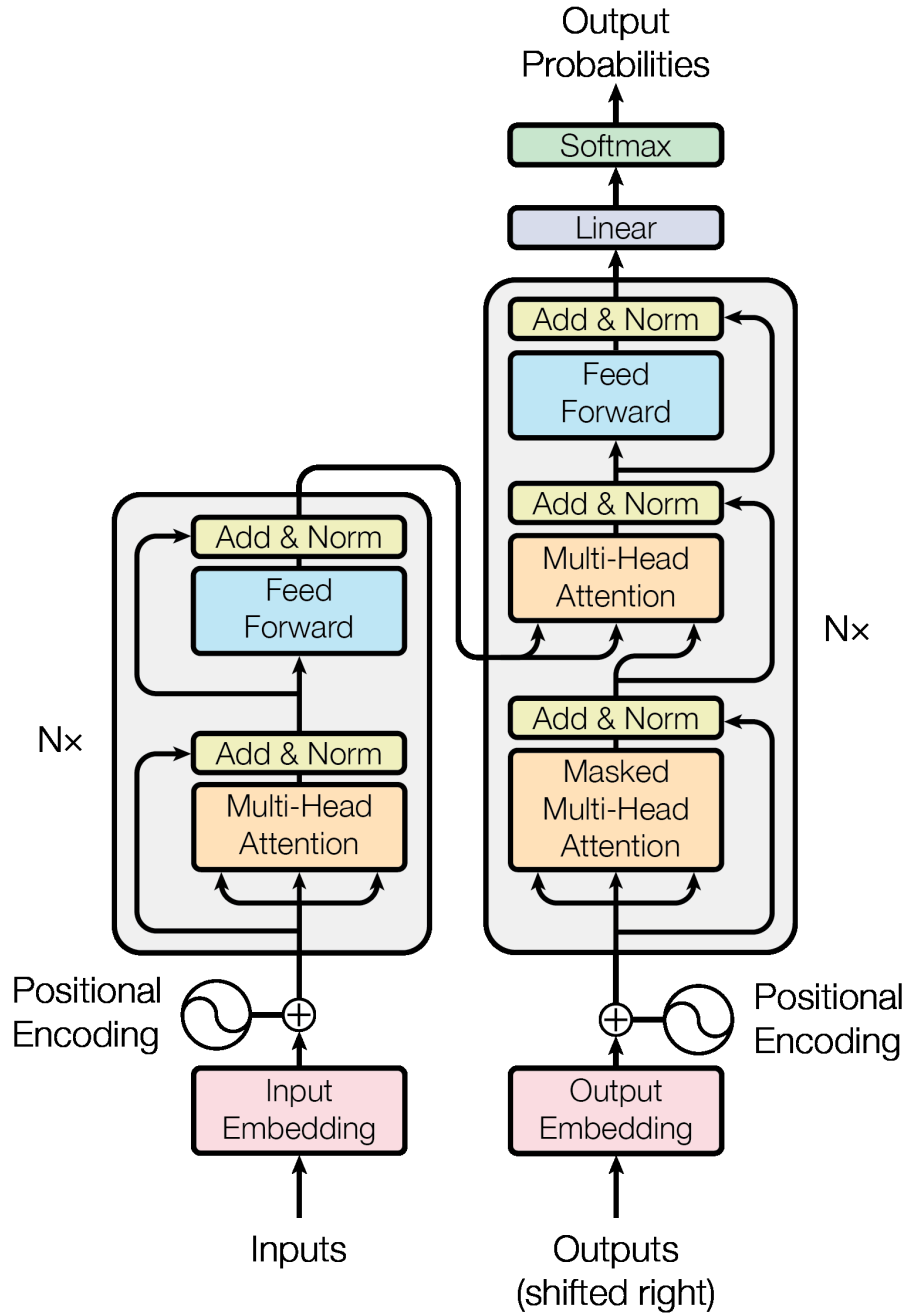 Output
Probabilities
Softmax
Linear
Add & Norm
Feed
Forward
Add & Norm
Multi-Head
Attention
Add & Norm
Masked
Multi-Head
Attention
N×
Add & Norm
Feed
Forward
Add & Norm
Multi-Head
Attention
N×
Positional
Encoding
Positional
Encoding
Input
Embedding
Output
Embedding
Inputs
Outputs
(shifted right)